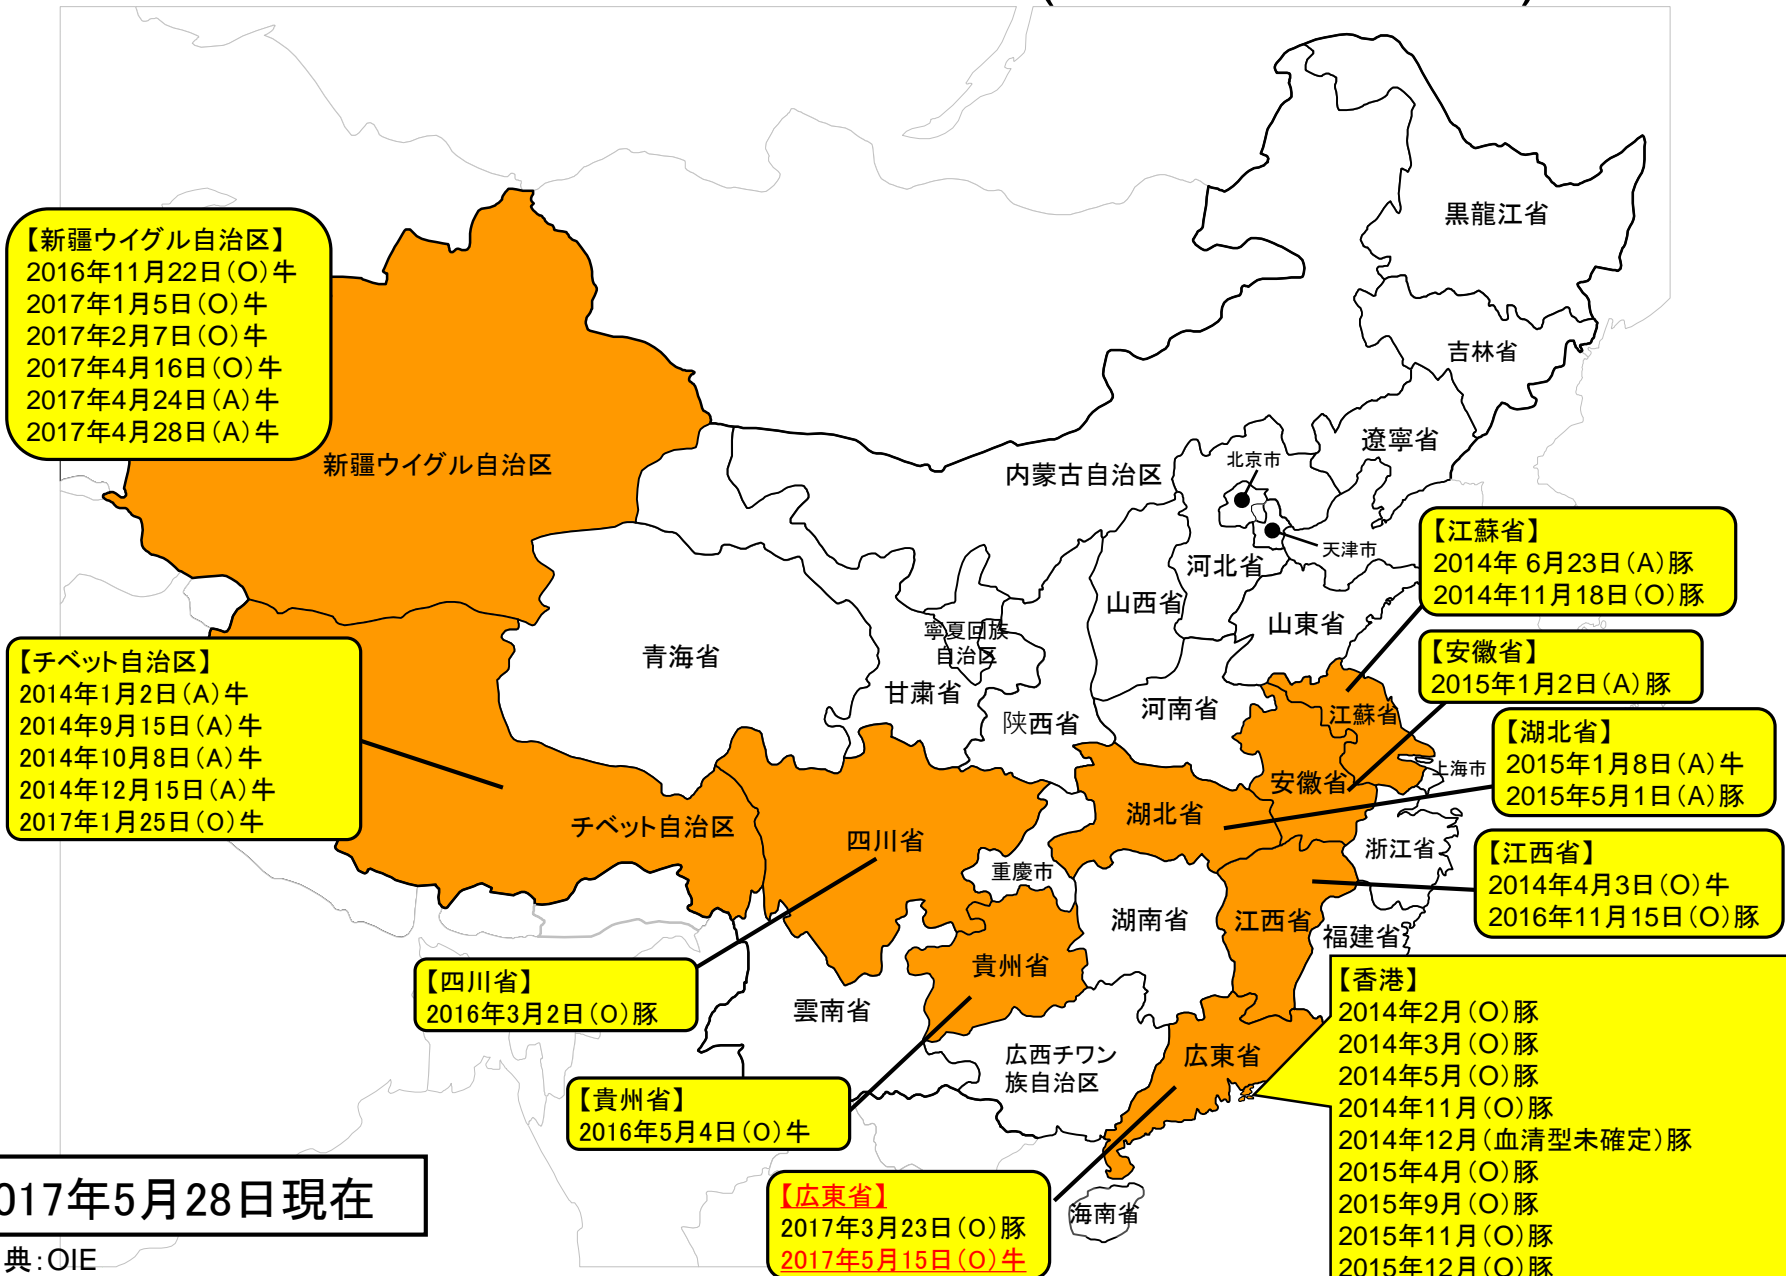 黒龍江省
【新疆ウイグル自治区】
2016年11月22日(O)牛
2017年1月5日(O)牛
2017年2月7日(O)牛
2017年4月16日(O)牛
2017年4月24日(A)牛
2017年4月28日(A)牛
吉林省
遼寧省
新疆ウイグル自治区
内蒙古自治区
北京市
天津市
【江蘇省】
2014年 6月23日(A)豚
2014年11月18日(O)豚
河北省
山西省
山東省
寧夏回族
自治区
青海省
甘粛省
陕西省
河南省
【チベット自治区】
2014年1月2日(A)牛
2014年9月15日(A)牛
2014年10月8日(A)牛
2014年12月15日(A)牛
2017年1月25日(O)牛
【安徽省】
2015年1月2日(A)豚
江蘇省
【湖北省】
2015年1月8日(A)牛
2015年5月1日(A)豚
上海市
安徽省
湖北省
チベット自治区
四川省
重慶市
浙江省
【江西省】
2014年4月3日(O)牛
2016年11月15日(O)豚
湖南省
江西省
福建省
貴州省
【四川省】
2016年3月2日(O)豚
雲南省
広西チワン
族自治区
広東省
【香港】
2014年2月(O)豚
2014年3月(O)豚
2014年5月(O)豚
2014年11月(O)豚
2014年12月(血清型未確定)豚
2015年4月(O)豚
2015年9月(O)豚
2015年11月(O)豚
2015年12月(O)豚
【貴州省】
2016年5月4日(O)牛
【広東省】
2017年3月23日(O)豚
2017年5月15日(O)牛
海南省
017年5月28日現在
典:OIE